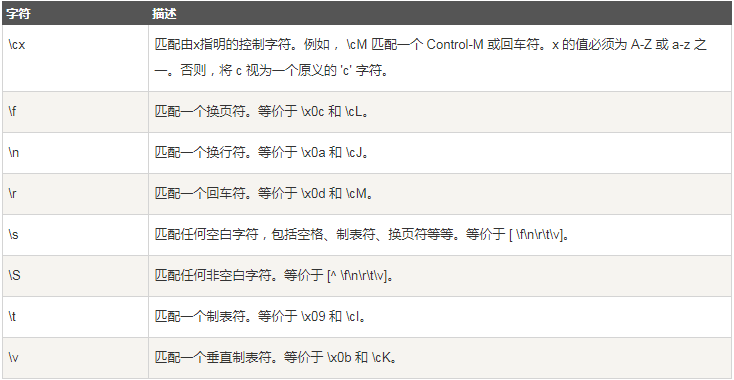 字符 描述
\cx 匹配由x指明的控制字符。例如， \cM 匹配一个 Control-M 或回车符。x 的值必须为 A-Z 或 a-z 之
一。否则，将 c 视为一个原义的 'c' 字符。
\f 匹配一个换页符。等价于 \x0c 和 \cL。
\n 匹配一个换行符。等价于 \x0a 和 \cJ。
\r 匹配一个回车符。等价于 \x0d 和 \cM。
\s 匹配任何空白字符，包括空格、制表符、换页符等等。等价于 [ \f\n\r\t\v]。
\S 匹配任何非空白字符。等价于 [^ \f\n\r\t\v]。
\t 匹配一个制表符。等价于 \x09 和 \cI。
\v 匹配一个垂直制表符。等价于 \x0b 和 \cK。